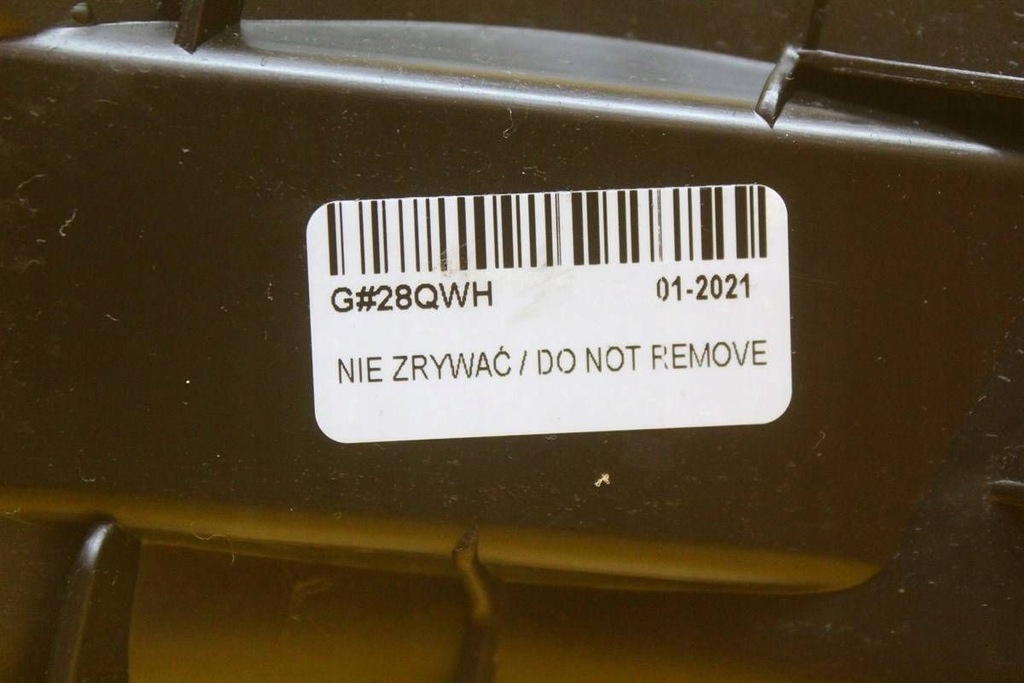 G#28QWH 01-2021
NIE ZRYWAĆ / DO NOT REMOVE